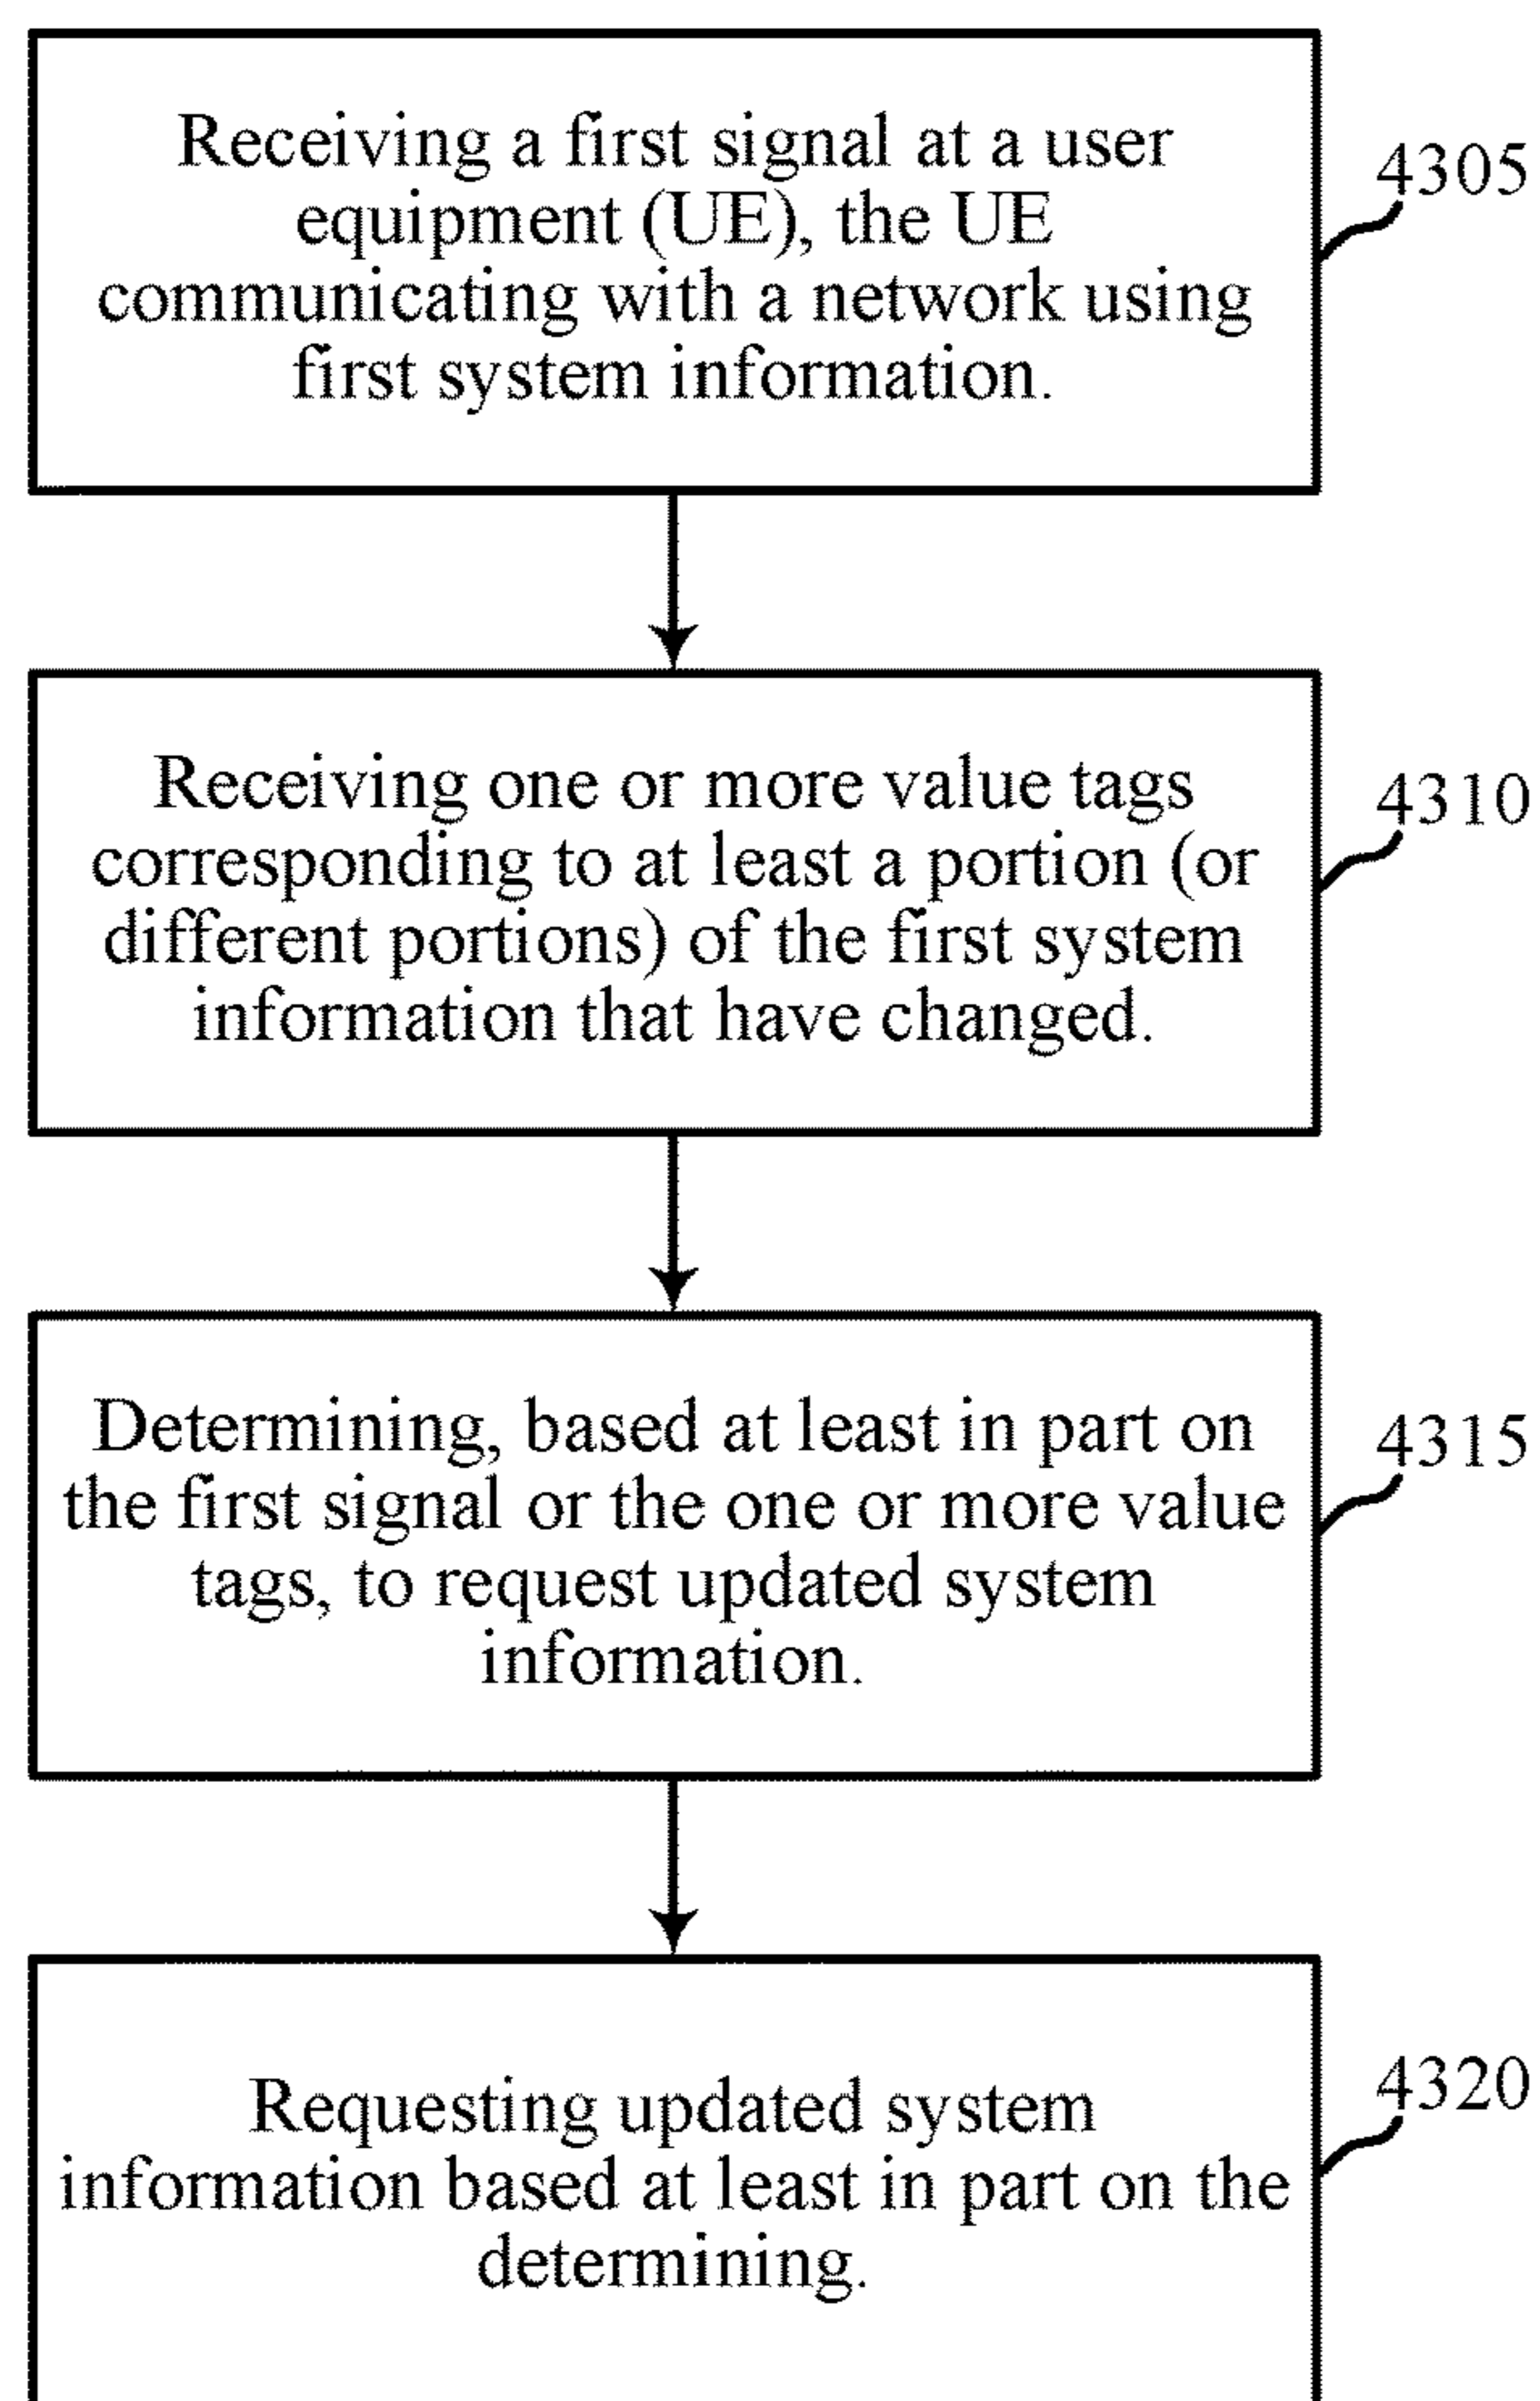 Receiving a first signal at a user
equipment (UE), the UE
communicating with a network using
first system information.
4305
Receiving one or more value tags
corresponding to at least a portion (or
different portions) of the first system
information that have changed.
4310
Determining, based at least in part on
the first signal or the one or more value
tags, to request updated system
information.
4315
Requesting updated system
information based at least in part on the
determining.
4320